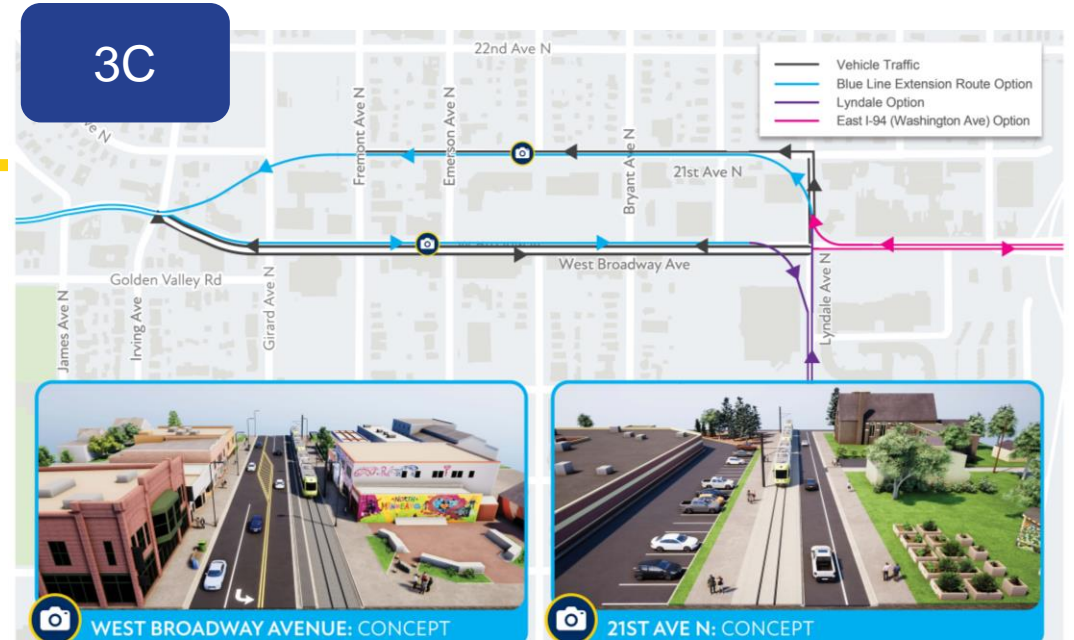 3C
22nd Ave N
Vehicle Traffic
Blue Line Extension Route Option
Lyndale Option
East I-94 (Washington Ave) Option
ve N
Fremont Ave N
Emerson Ave N
Bryant Ave N
21st Ave N
West Broadway Ave
Golden Valley Rd
James Ave N
Irving Ave
Girard Ave N
Lyndale Ave N
WEST BROADWAY AVENUE: CONCEPT
21ST AVE N: CONCEPT